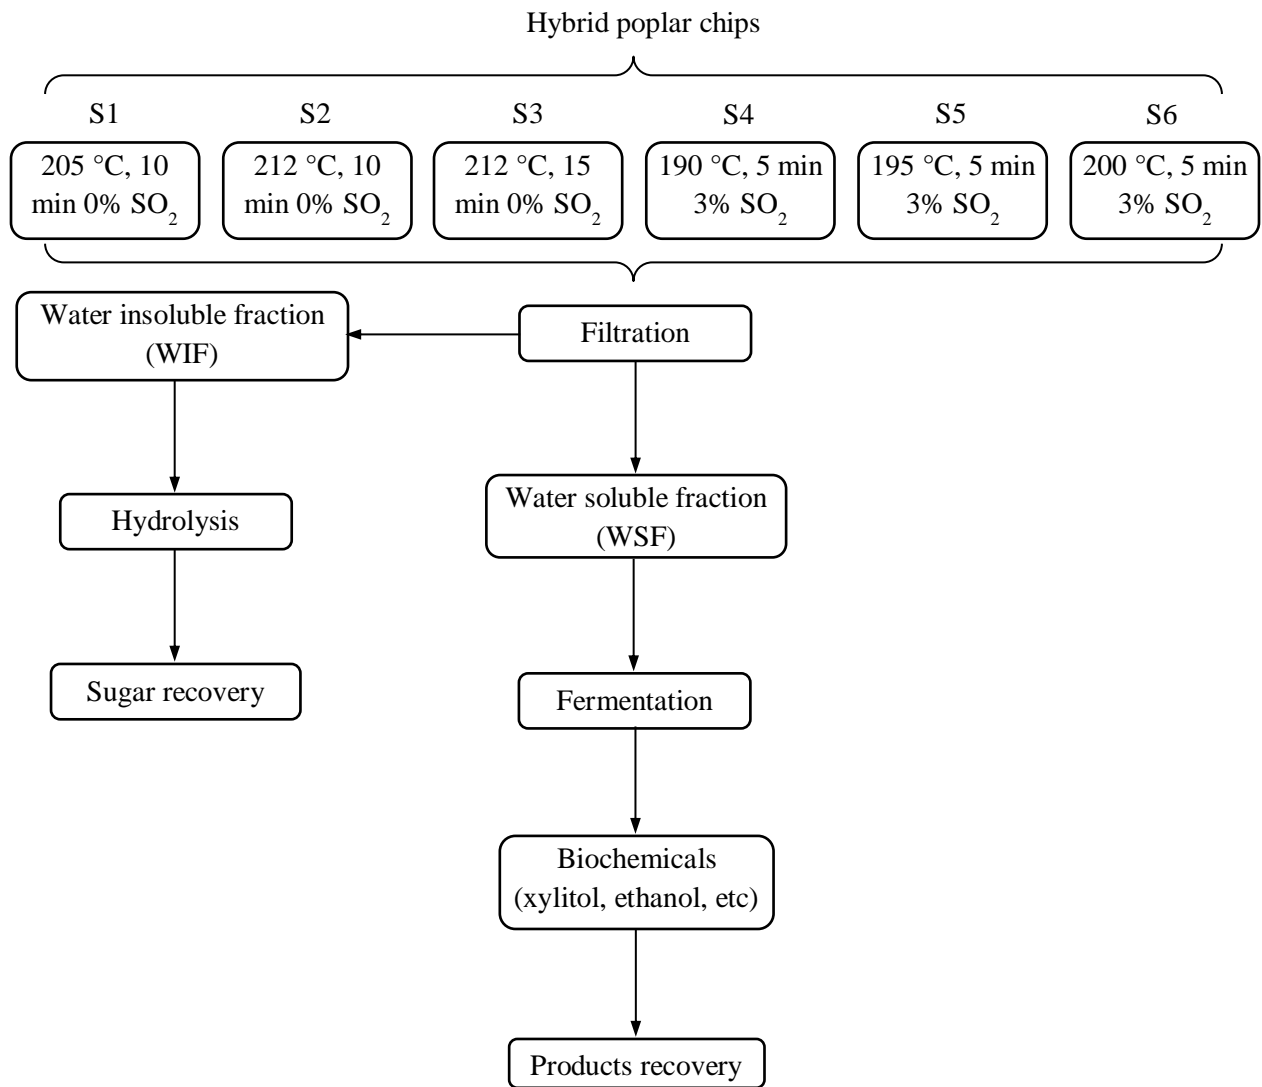 Hybrid poplar chips
S1 S2 S3 S4 S5 S6
205 °C, 10
min 0% SO₂
212 °C, 10
min 0% SO₂
212 °C, 15
min 0% SO₂
190 °C, 5 min
3% SO₂
195 °C, 5 min
3% SO₂
200 °C, 5 min
3% SO₂
Water insoluble fraction
(WIF)
Filtration
Hydrolysis
Water soluble fraction
(WSF)
Sugar recovery
Fermentation
Biochemicals
(xylitol, ethanol, etc)
Products recovery